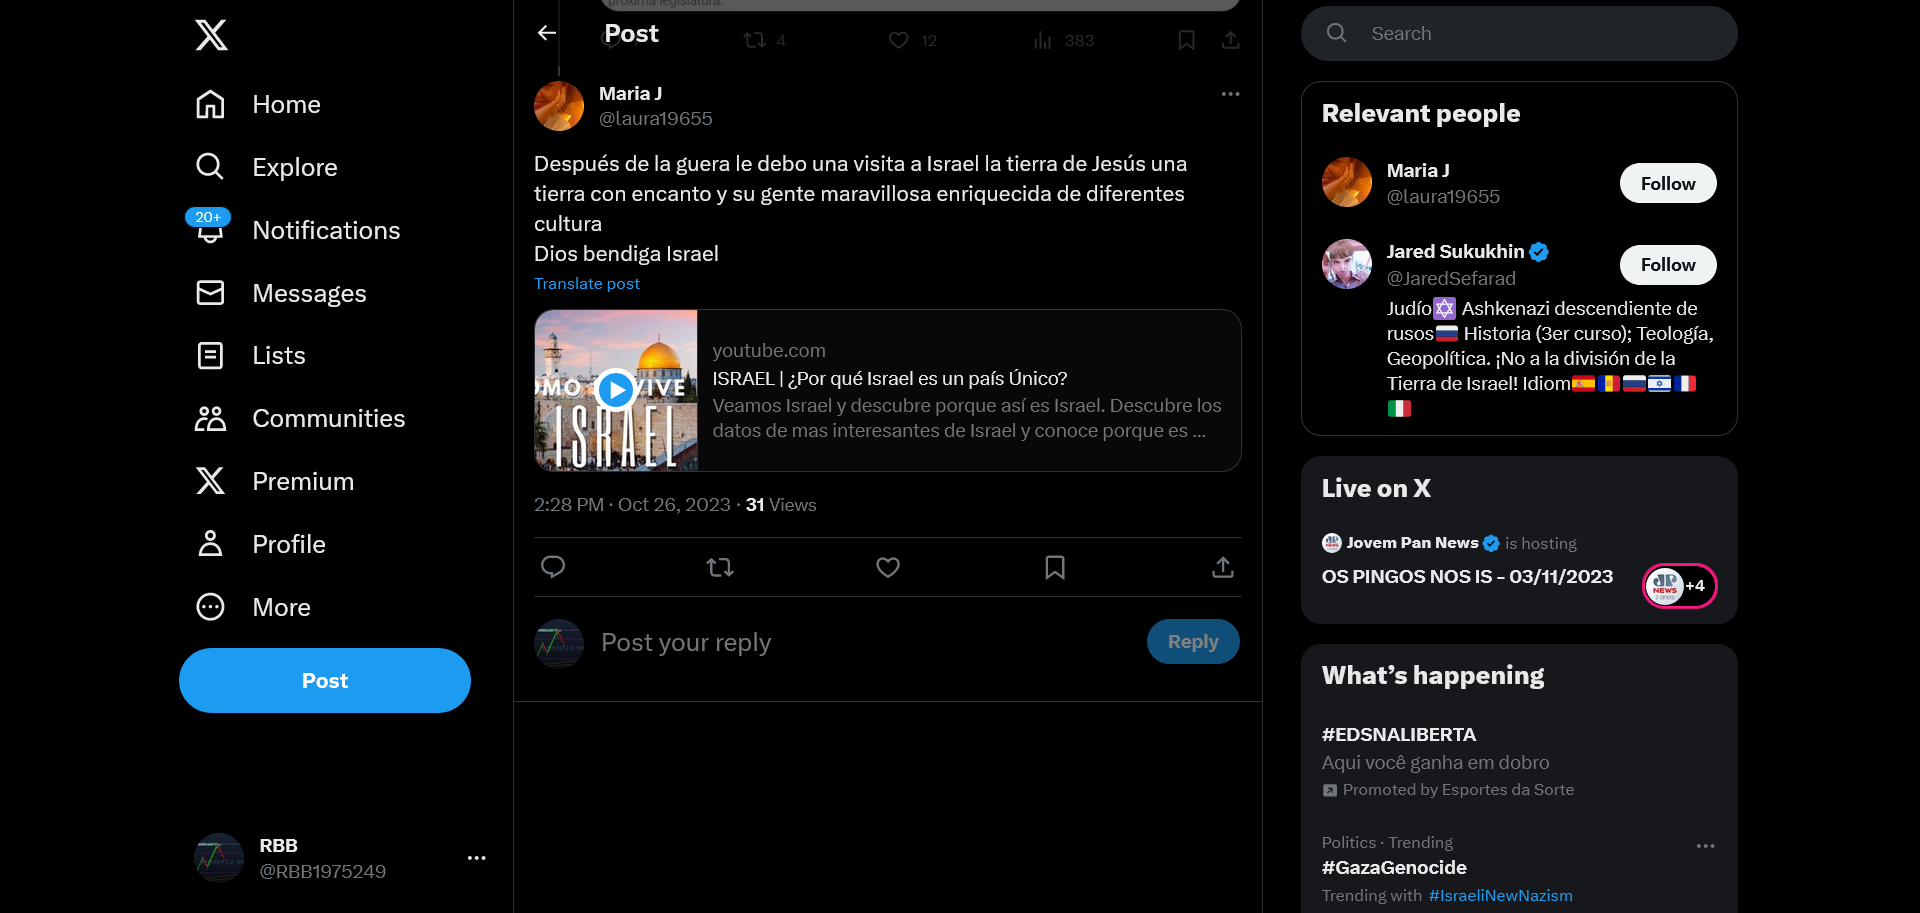 Home
Explore
20+
Notifications
Messages
Lists
Communities
Premium
Profile
More
Post
RBB
@RBB1975249
próxima legislatura.
Post
4
12
383
Maria J
@laura19655
Después de la guera le debo una visita a Israel la tierra de Jesús una
tierra con encanto y su gente maravillosa enriquecida de diferentes
cultura
Dios bendiga Israel
Translate post
ISRAEL
youtube.com
ISRAEL | ¿Por qué Israel es un país Único?
Veamos Israel y descubre porque así es Israel. Descubre los
datos de mas interesantes de Israel y conoce porque es ...
2:28 PM · Oct 26, 2023 · 31 Views
Post your reply
Reply
Search
Relevant people
Maria J
@laura19655
Follow
Jared Sukukhin
@JaredSefarad
Follow
Judío Ashkenazi descendiente de
rusos Historia (3er curso); Teología,
Geopolítica. ¡No a la división de la
Tierra de Israel! Idiom
Live on X
Jovem Pan News is hosting
OS PINGOS NOS IS - 03/11/2023
JP
NEWS
+4
What's happening
#EDSNALIBERTA
Aqui você ganha em dobro
Promoted by Esportes da Sorte
Politics · Trending
#GazaGenocide
Trending with #IsraeliNewNazism